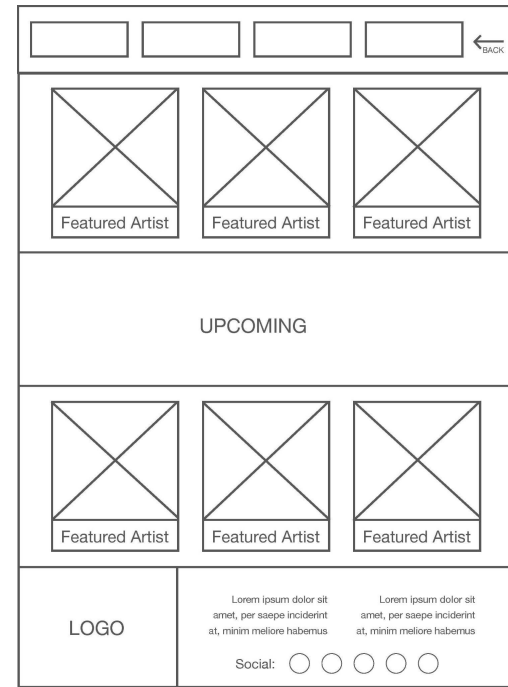 BACK
Featured Artist
Featured Artist
Featured Artist
UPCOMING
Featured Artist
Featured Artist
Featured Artist
LOGO
Lorem ipsum dolor sit
amet, per saepe inciderint
at, minim meliore habemus
Lorem ipsum dolor sit
amet, per saepe inciderint
at, minim meliore habemus
Social: